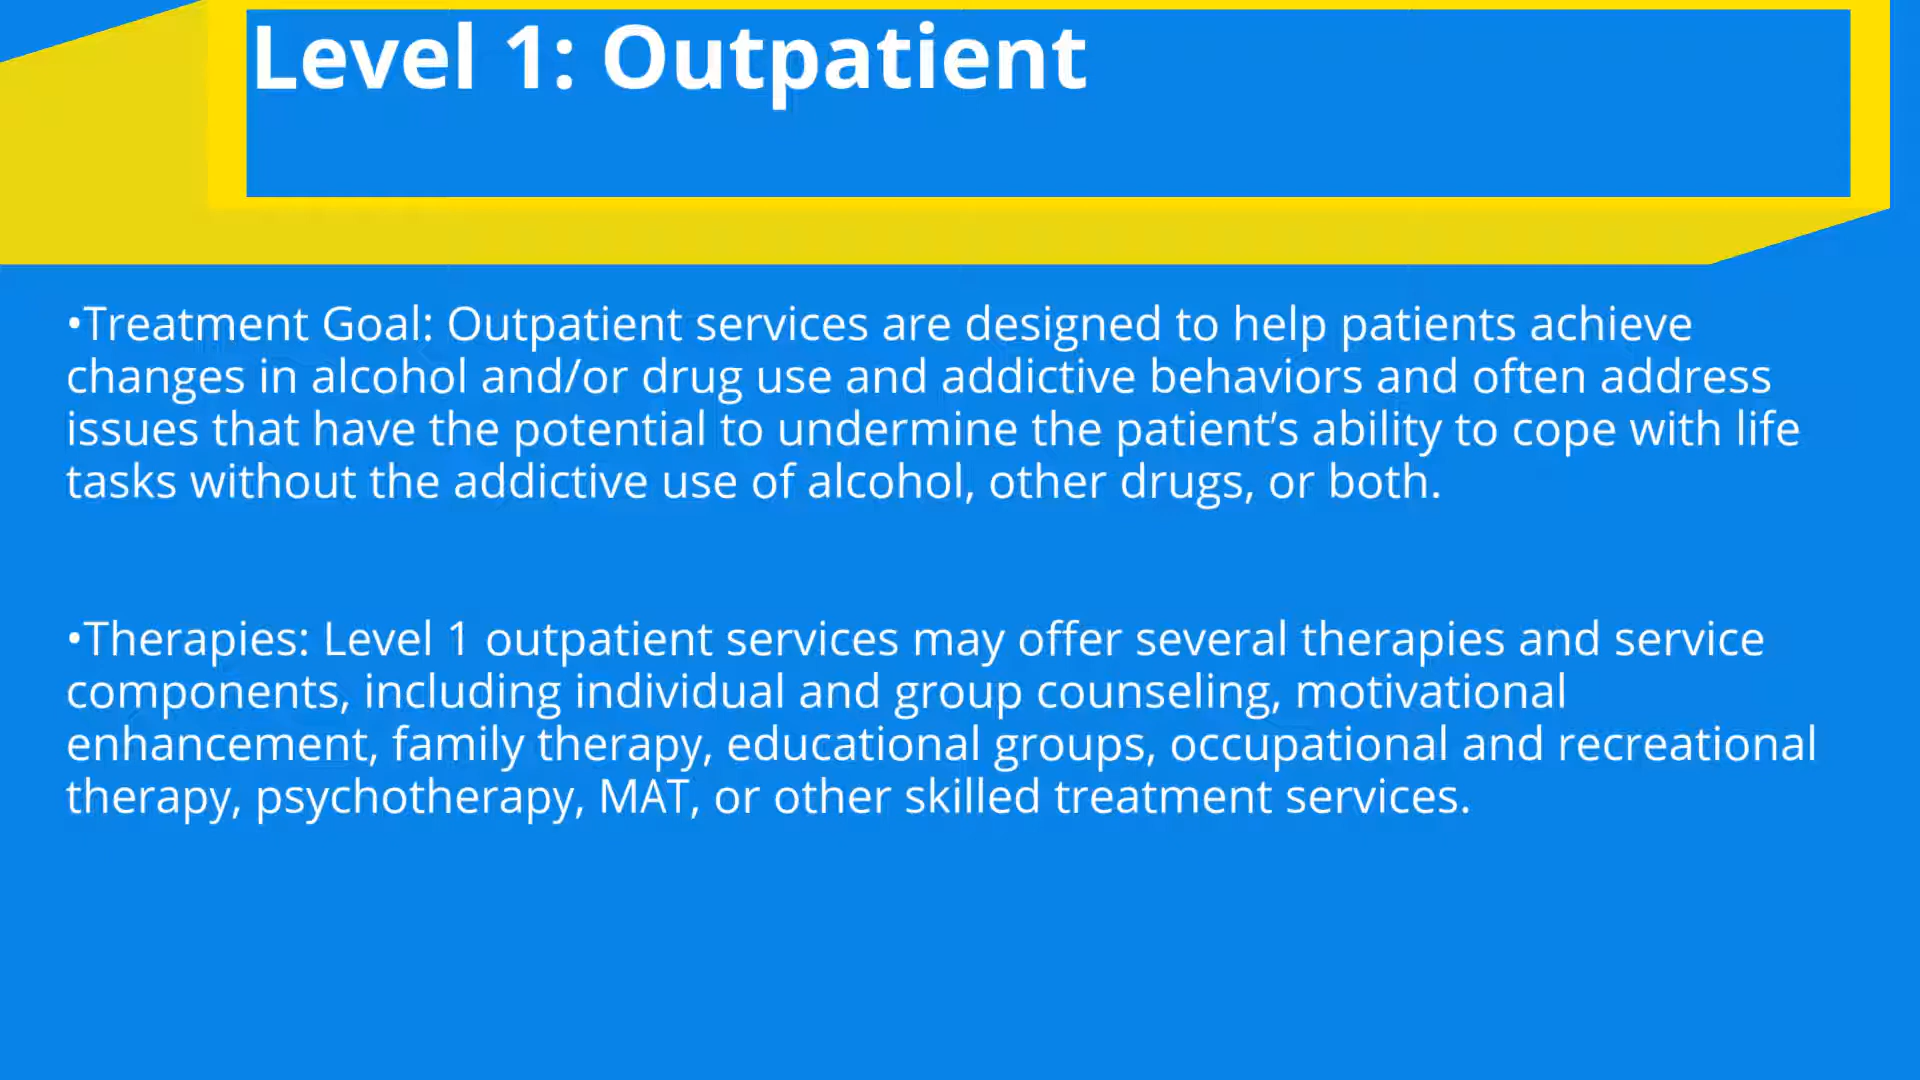 Level 1: Outpatient
•Treatment Goal: Outpatient services are designed to help patients achieve
changes in alcohol and/or drug use and addictive behaviors and often address
issues that have the potential to undermine the patient’s ability to cope with life
tasks without the addictive use of alcohol, other drugs, or both.
•Therapies: Level 1 outpatient services may offer several therapies and service
components, including individual and group counseling, motivational
enhancement, family therapy, educational groups, occupational and recreational
therapy, psychotherapy, MAT, or other skilled treatment services.